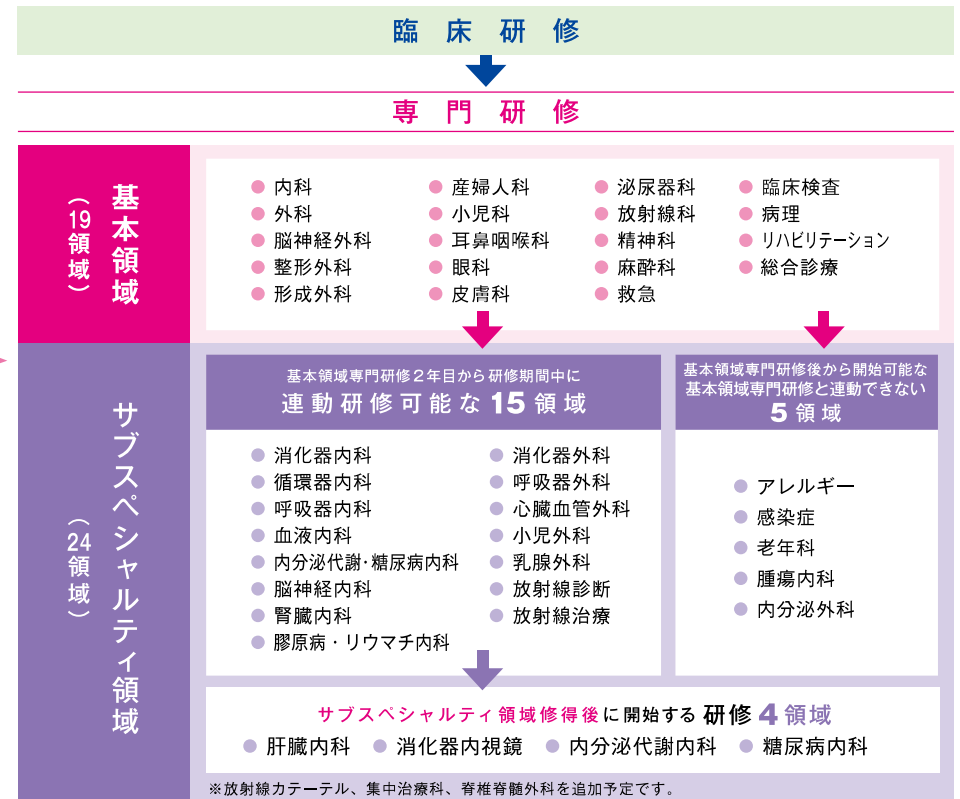 臨床研修
専門研修
基本領域
（19領域）
● 内科
● 外科
● 脳神経外科
● 整形外科
● 形成外科
● 産婦人科
● 小児科
● 耳鼻咽喉科
● 眼科
● 皮膚科
● 泌尿器科
● 放射線科
● 精神科
● 麻酔科
● 救急
● 臨床検査
● 病理
● リハビリテーション
● 総合診療
サブスペシャルティ領域
（24領域）
基本領域専門研修２年目から研修期間中に
連動研修可能な15領域
● 消化器内科
● 循環器内科
● 呼吸器内科
● 血液内科
● 内分泌代謝･糖尿病内科
● 脳神経内科
● 腎臓内科
● 膠原病・リウマチ内科
● 消化器外科
● 呼吸器外科
● 心臓血管外科
● 小児外科
● 乳腺外科
● 放射線診断
● 放射線治療
基本領域専門研修後から開始可能な
基本領域専門研修と連動できない
5領域
● アレルギー
● 感染症
● 老年科
● 腫瘍内科
● 内分泌外科
サブスペシャルティ領域修得後に開始する 研修4領域
● 肝臓内科 ● 消化器内視鏡 ● 内分泌代謝内科 ● 糖尿病内科
※放射線カテーテル、集中治療科、脊椎脊髄外科を追加予定です。